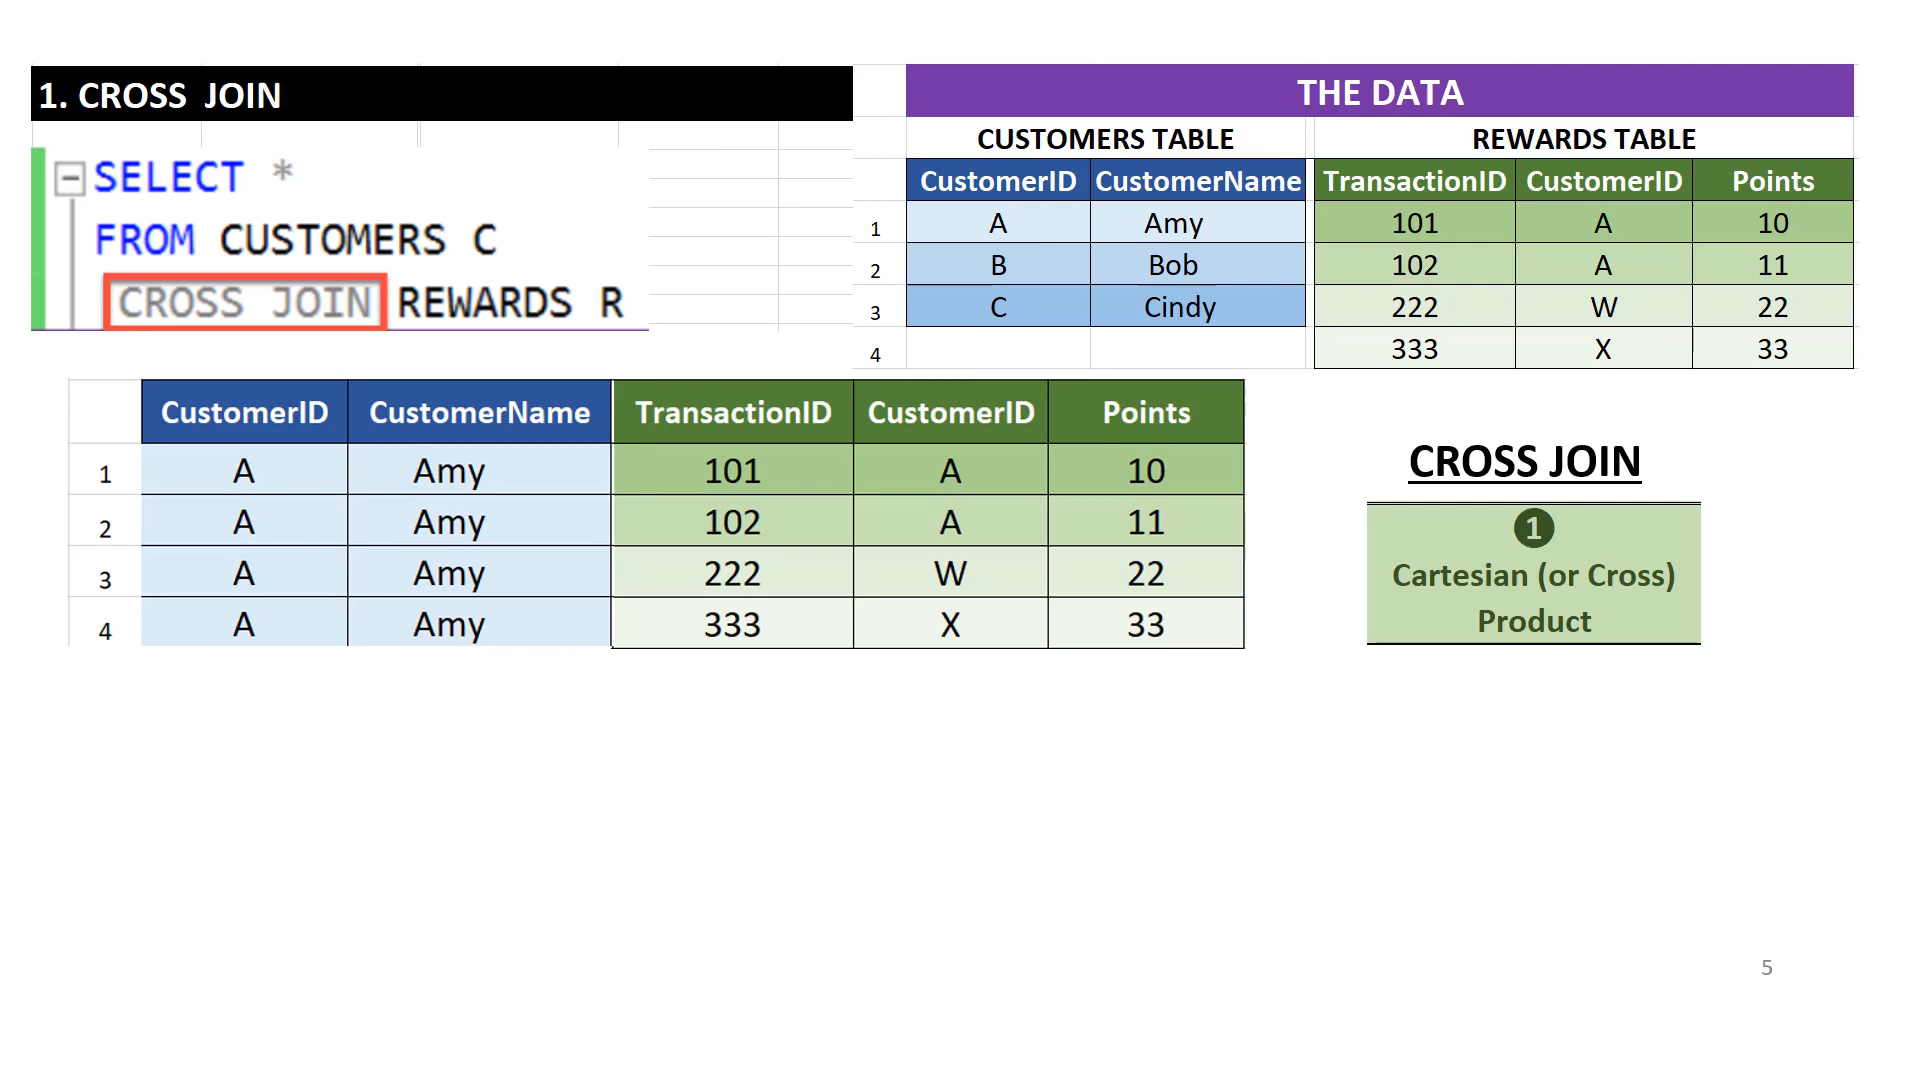 1. CROSS JOIN
SELECT *
FROM CUSTOMERS C
CROSS JOIN REWARDS R
THE DATA
CUSTOMERS TABLE REWARDS TABLE
CustomerID CustomerName TransactionID CustomerID Points
1 A Amy 101 A 10
2 B Bob 102 A 11
3 C Cindy 222 W 22
4 333 X 33
CustomerID CustomerName TransactionID CustomerID Points
1 A Amy 101 A 10
2 A Amy 102 A 11
3 A Amy 222 W 22
4 A Amy 333 X 33
CROSS JOIN
❶
Cartesian (or Cross)
Product
5